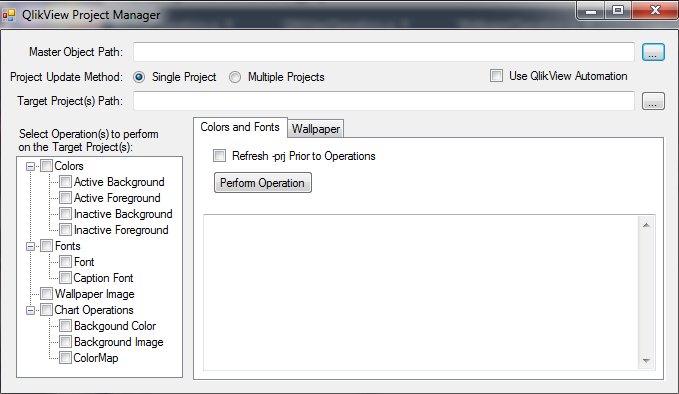 QlikView Project Manager
Master Object Path:
...
Project Update Method: Single Project Multiple Projects Use QlikView Automation
Target Project(s) Path:
...
Select Operation(s) to perform
on the Target Project(s):
Colors
Active Background
Active Foreground
Inactive Background
Inactive Foreground
Fonts
Font
Caption Font
Wallpaper Image
Chart Operations
Backgound Color
Background Image
ColorMap
Colors and Fonts Wallpaper
Refresh -prj Prior to Operations
Perform Operation